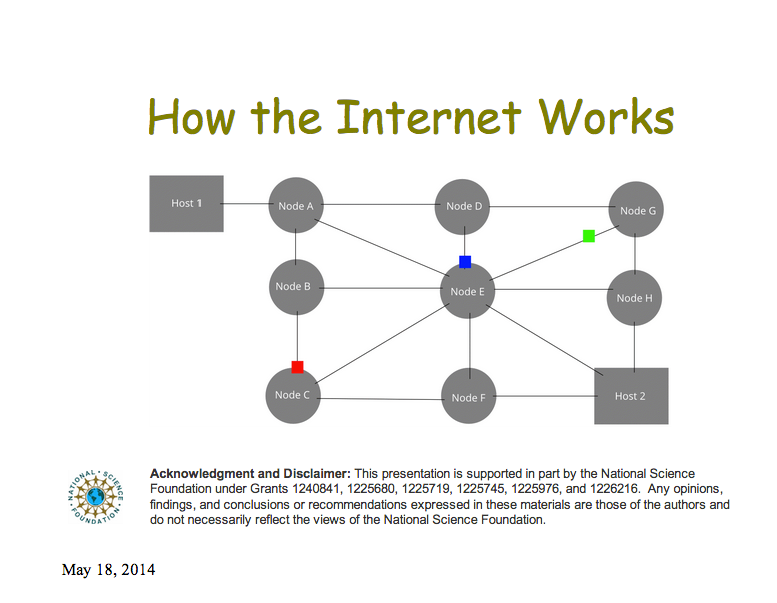 How the Internet Works
Host 1
Node A
Node D
Node G
Node B
Node E
Node H
Node C
Node F
Host 2
NATIONAL SCIENCE FOUNDATION
Acknowledgment and Disclaimer: This presentation is supported in part by the National Science
Foundation under Grants 1240841, 1225680, 1225719, 1225745, 1225976, and 1226216.  Any opinions,
findings, and conclusions or recommendations expressed in these materials are those of the authors and
do not necessarily reflect the views of the National Science Foundation.
May 18, 2014